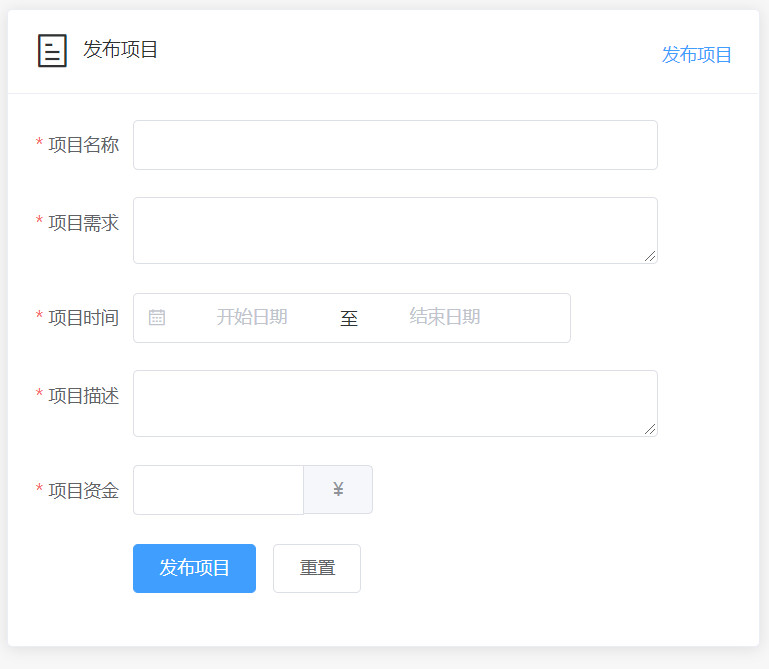 发布项目
发布项目
* 项目名称
* 项目需求
* 项目时间 开始日期 至 结束日期
* 项目描述
* 项目资金 ¥
发布项目 重置